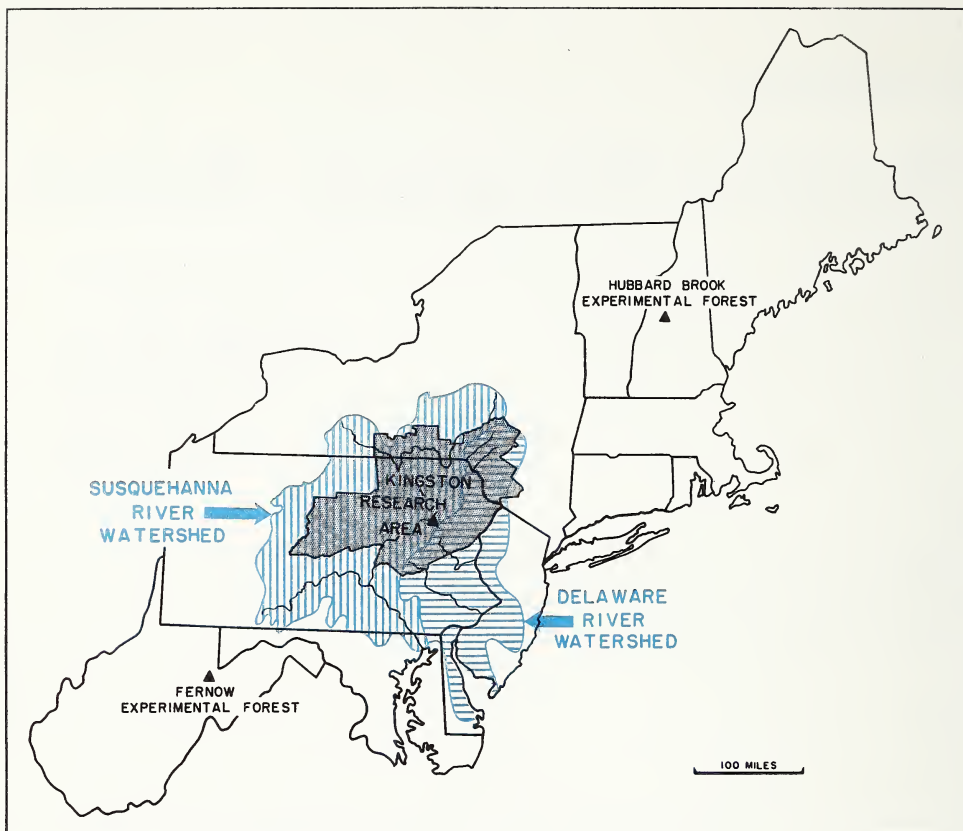 HUBBARD BROOK
EXPERIMENTAL FOREST
KINGSTON
RESEARCH
AREA
SUSQUEHANNA
RIVER
WATERSHED
DELAWARE
RIVER
WATERSHED
FERNOW
EXPERIMENTAL FOREST
100 MILES